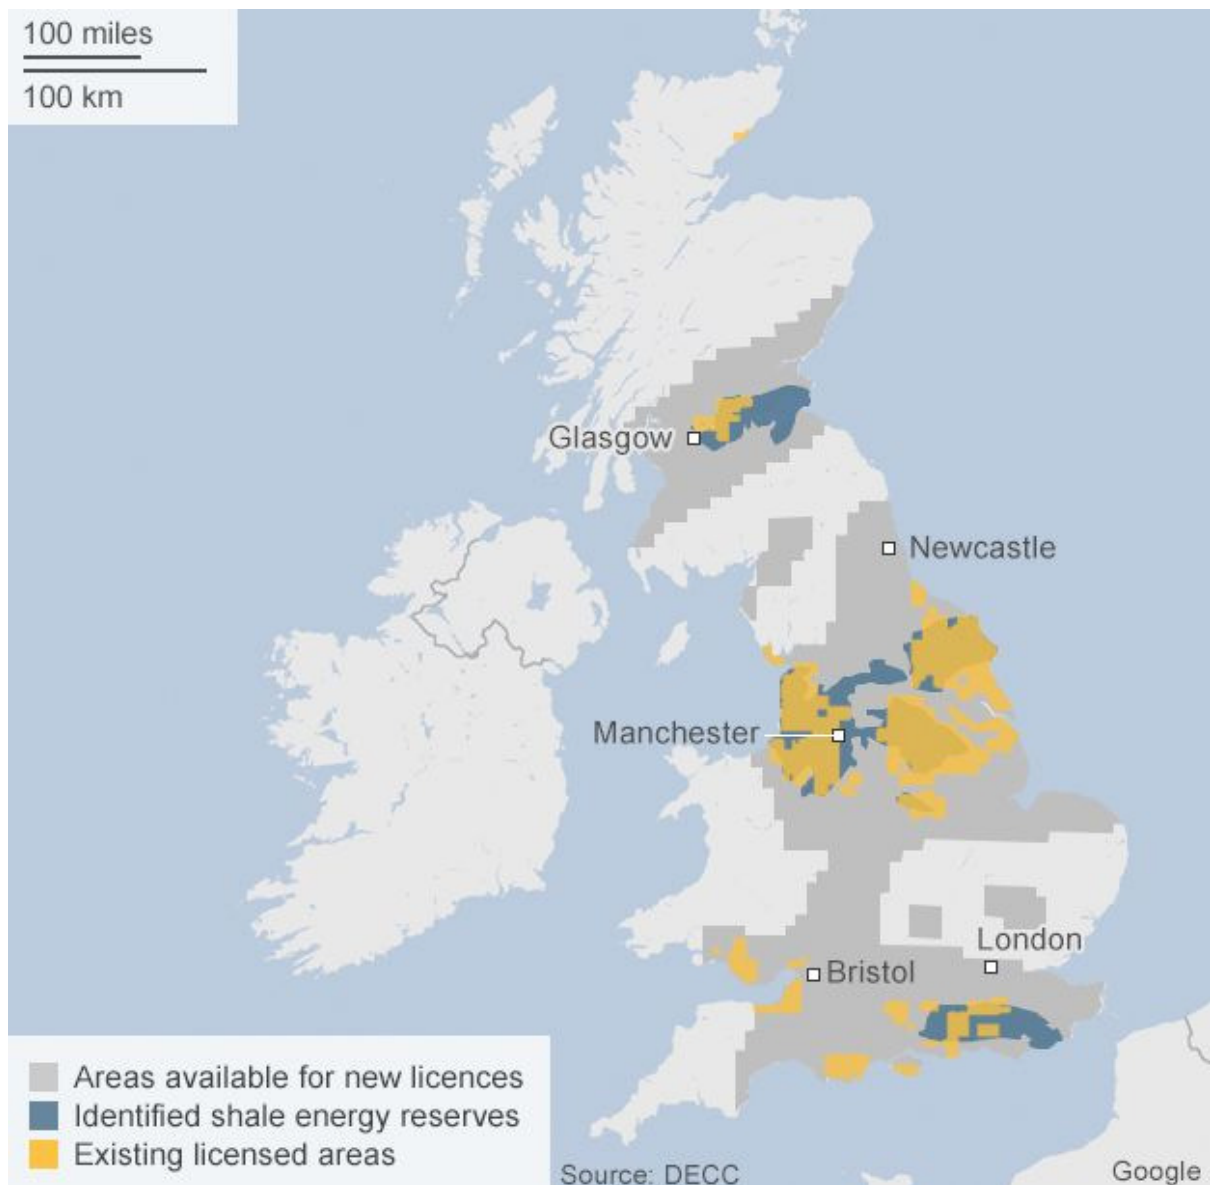 100 miles
100 km
Glasgow
Newcastle
Manchester
London
Bristol
Areas available for new licences
Identified shale energy reserves
Existing licensed areas
Source: DECC
Google